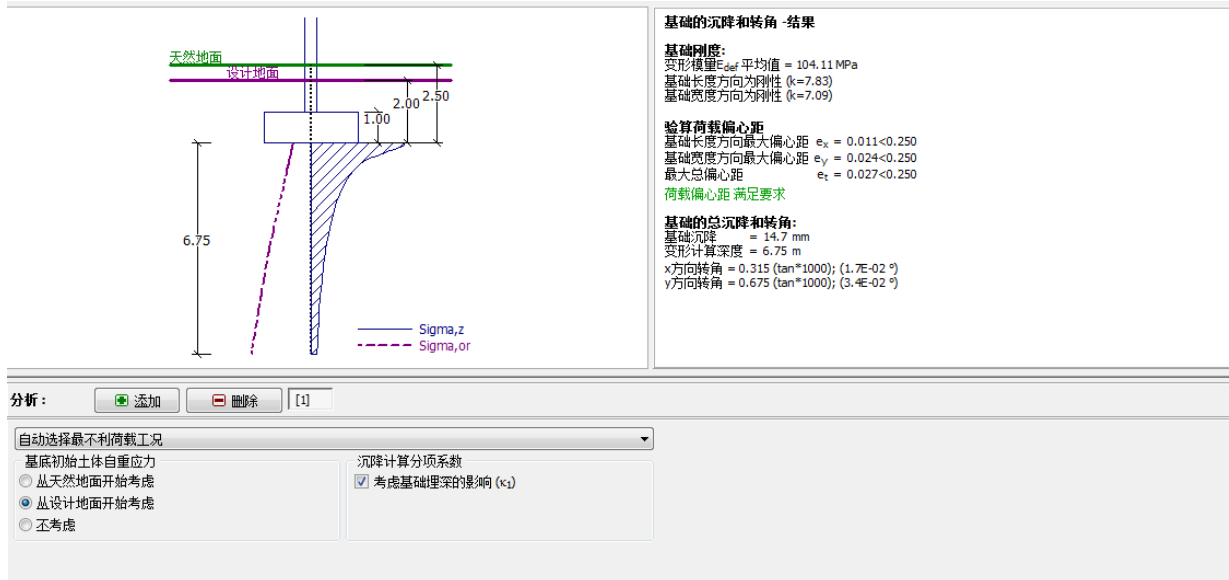 天然地面
设计地面
2.50
2.00
1.00
6.75
Sigma,z
Sigma,or
基础的沉降和转角 -结果
基础刚度:
变形模量Edef 平均值 = 104.11 MPa
基础长度方向为刚性 (k=7.83)
基础宽度方向为刚性 (k=7.09)
验算荷载偏心距
基础长度方向最大偏心距 ex = 0.011<0.250
基础宽度方向最大偏心距 ey = 0.024<0.250
最大总偏心距 et = 0.027<0.250
荷载偏心距 满足要求
基础的总沉降和转角:
基础沉降 = 14.7 mm
变形计算深度 = 6.75 m
x方向转角 = 0.315 (tan*1000); (1.7E-02 °)
y方向转角 = 0.675 (tan*1000); (3.4E-02 °)
分析: 添加 删除 [1]
自动选择最不利荷载工况
基底初始土体自重应力
从天然地面开始考虑
从设计地面开始考虑
不考虑
沉降计算分项系数
考虑基础埋深的影响 (κ1)